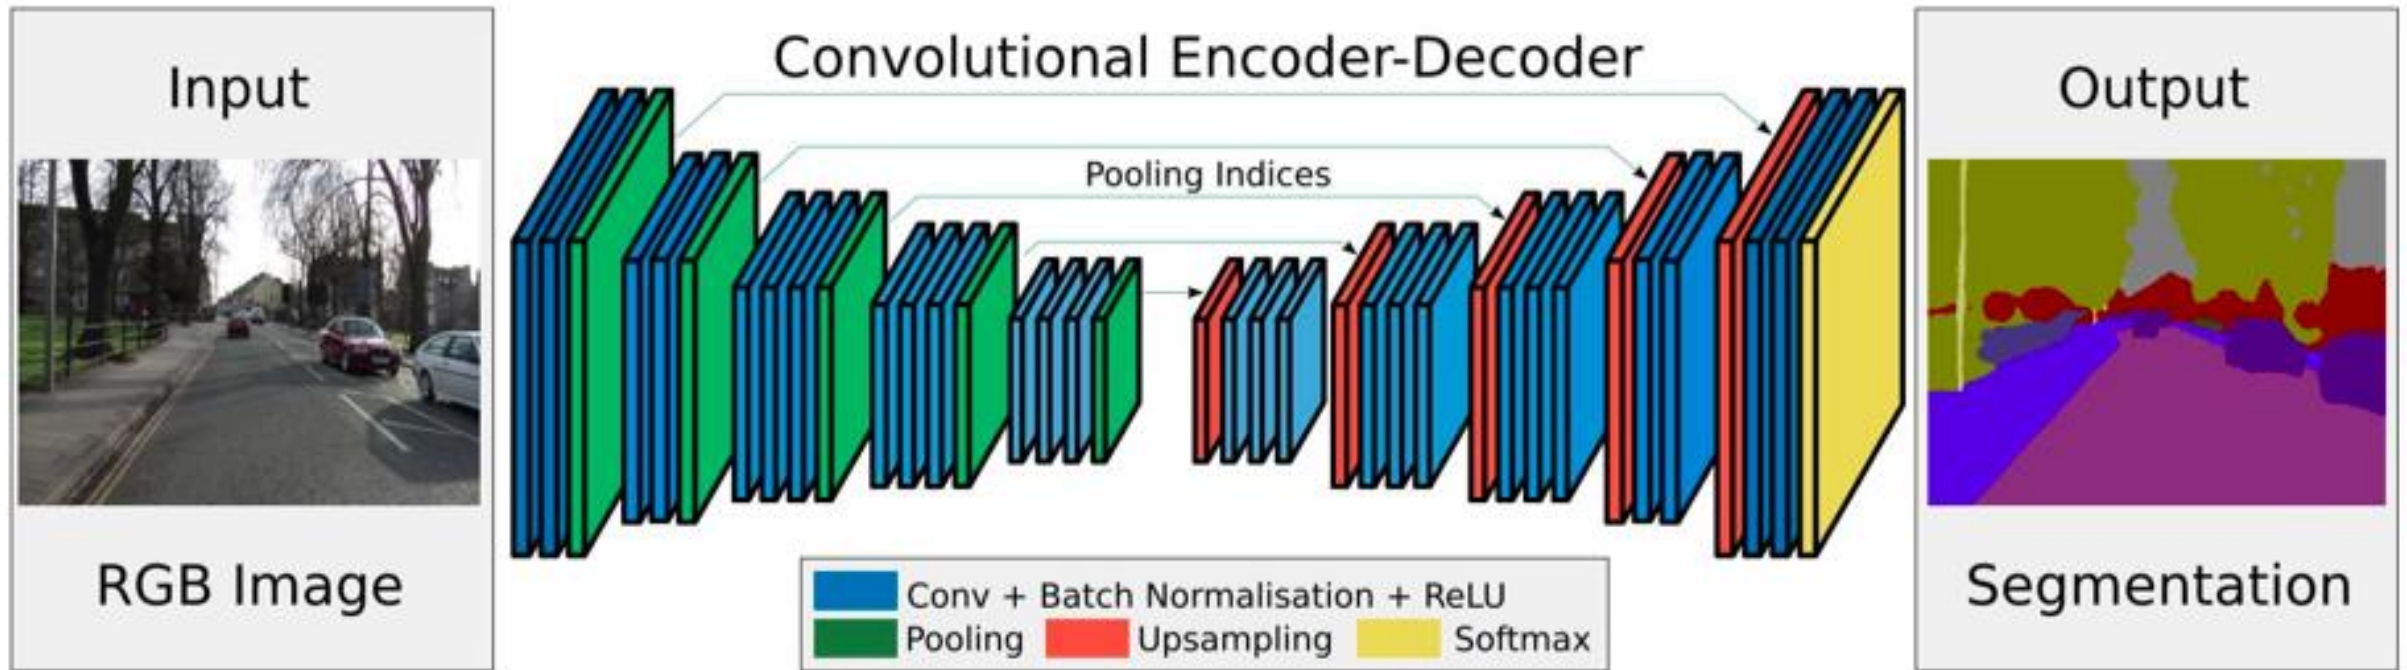 Input
RGB Image
Convolutional Encoder-Decoder
Pooling Indices
Conv + Batch Normalisation + ReLU
Pooling Upsampling Softmax
Output
Segmentation